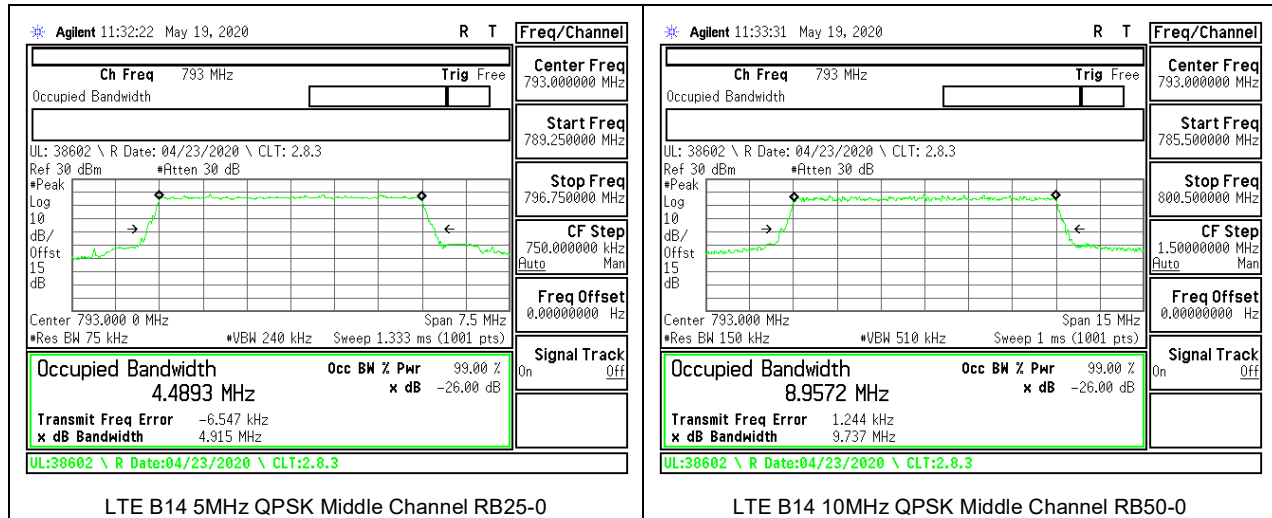 Agilent 11:32:22 May 19, 2020 R T
Freq/Channel
Ch Freq 793 MHz Trig Free
Occupied Bandwidth
Center Freq
793.000000 MHz
Start Freq
789.250000 MHz
UL: 38602 \ R Date: 04/23/2020 \ CLT: 2.8.3
Ref 30 dBm #Atten 30 dB
#Peak
Log
10
dB/
Offst
15
dB
Stop Freq
796.750000 MHz
CF Step
750.000000 kHz
Auto Man
Freq Offset
0.00000000 Hz
Center 793.000 0 MHz Span 7.5 MHz
#Res BW 75 kHz #VBW 240 kHz Sweep 1.333 ms (1001 pts)
Signal Track
On Off
Occupied Bandwidth Occ BW % Pwr 99.00 %
4.4893 MHz x dB -26.00 dB
Transmit Freq Error -6.547 kHz
x dB Bandwidth 4.915 MHz
UL:38602 \ R Date:04/23/2020 \ CLT:2.8.3
LTE B14 5MHz QPSK Middle Channel RB25-0
Agilent 11:33:31 May 19, 2020 R T
Freq/Channel
Ch Freq 793 MHz Trig Free
Occupied Bandwidth
Center Freq
793.000000 MHz
Start Freq
785.500000 MHz
UL: 38602 \ R Date: 04/23/2020 \ CLT: 2.8.3
Ref 30 dBm #Atten 30 dB
#Peak
Log
10
dB/
Offst
15
dB
Stop Freq
800.500000 MHz
CF Step
1.50000000 MHz
Auto Man
Freq Offset
0.00000000 Hz
Center 793.000 MHz Span 15 MHz
#Res BW 150 kHz #VBW 510 kHz Sweep 1 ms (1001 pts)
Signal Track
On Off
Occupied Bandwidth Occ BW % Pwr 99.00 %
8.9572 MHz x dB -26.00 dB
Transmit Freq Error 1.244 kHz
x dB Bandwidth 9.737 MHz
UL:38602 \ R Date:04/23/2020 \ CLT:2.8.3
LTE B14 10MHz QPSK Middle Channel RB50-0